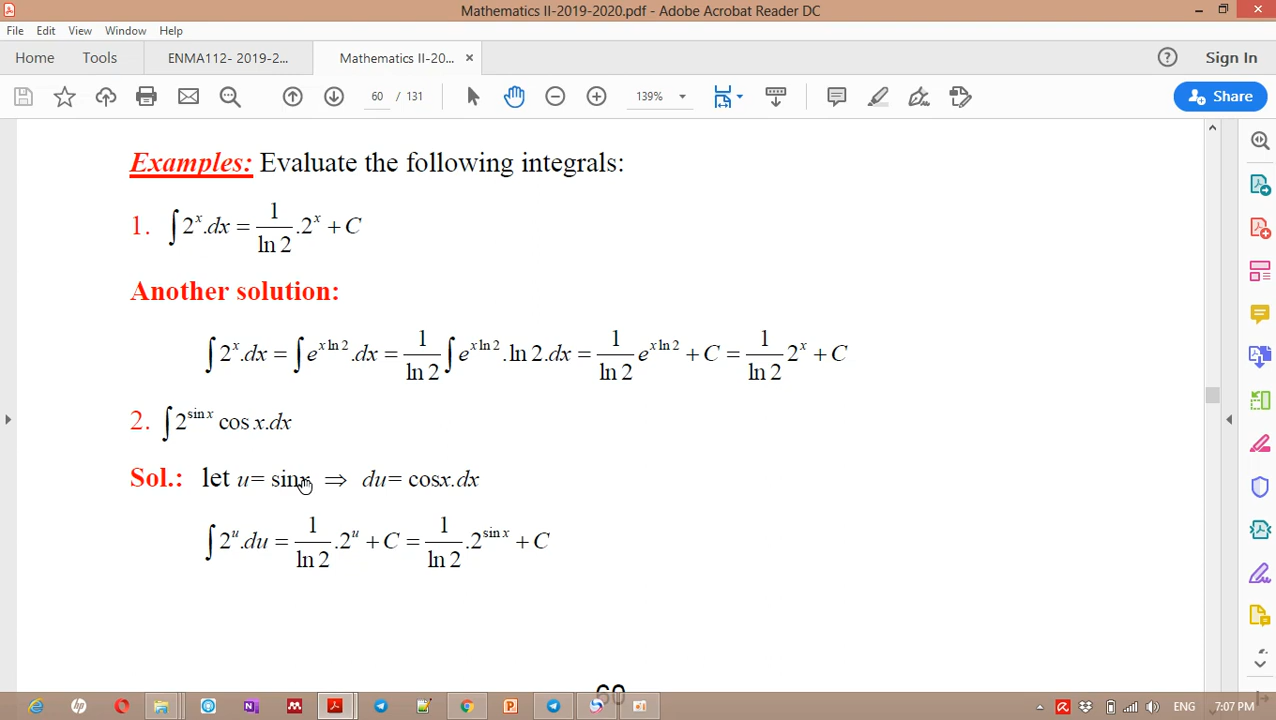 Mathematics II-2019-2020.pdf - Adobe Acrobat Reader DC
File Edit View Window Help
Home Tools ENMA112- 2019-2... Mathematics II-20... × Sign In
60 / 131 139% Share
Examples: Evaluate the following integrals:
1. ∫ 2^x.dx = 1/ln 2 .2^x + C
Another solution:
∫ 2^x.dx = ∫ e^{x ln 2}.dx = 1/ln 2 ∫ e^{x ln 2}.ln 2.dx = 1/ln 2 e^{x ln 2} + C = 1/ln 2 2^x + C
2. ∫ 2^{sin x} cos x.dx
Sol.: let u= sinx ⇒ du= cosx.dx
∫ 2^u.du = 1/ln 2 .2^u + C = 1/ln 2 .2^{sin x} + C
60
ENG 7:07 PM